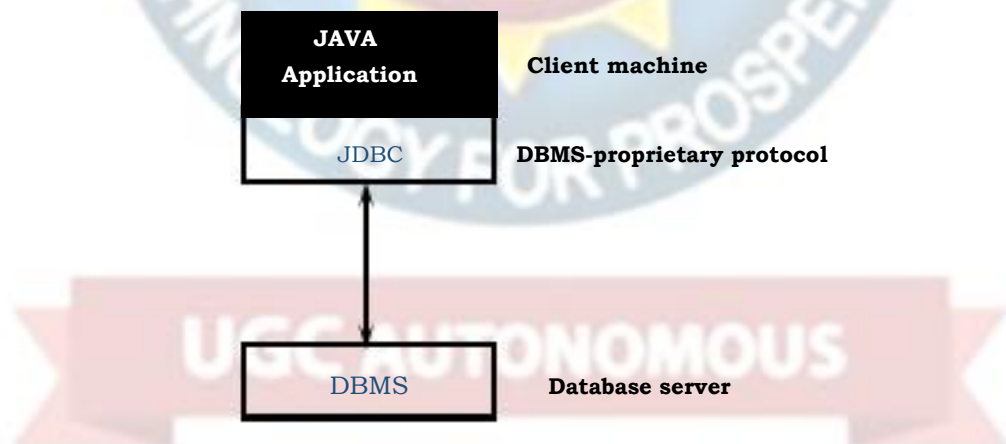 JAVA
Application
Client machine
JDBC
DBMS-proprietary protocol
UGC AUTONOMOUS
DBMS
Database server